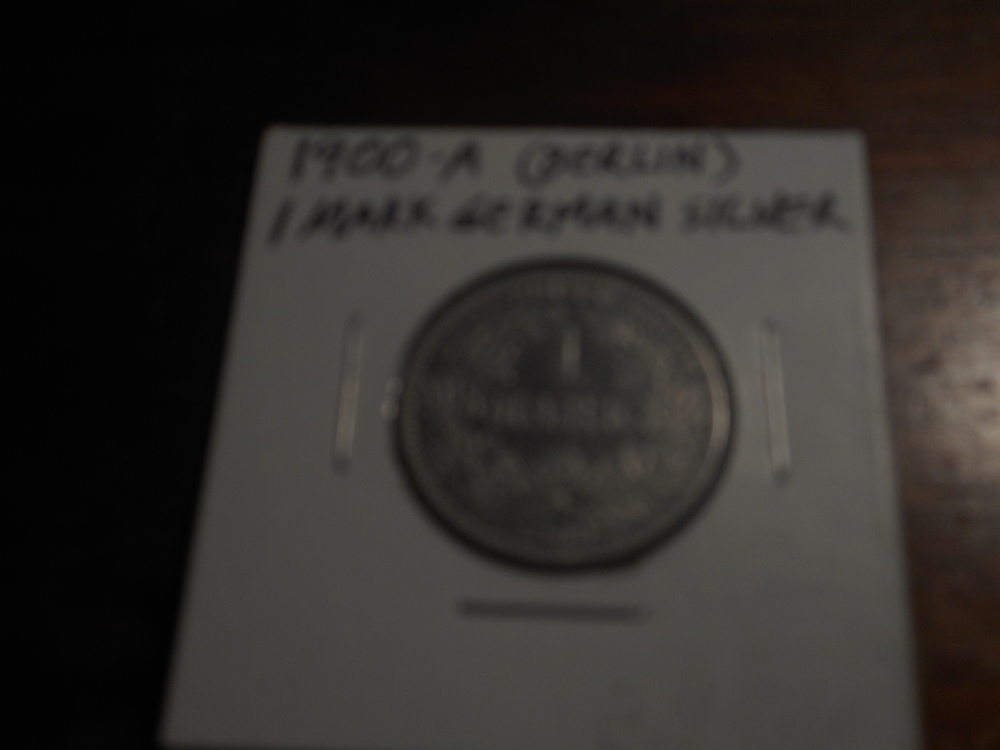 1900-A (BERLIN)
1 MARK GERMAN SILVER
1
MARK